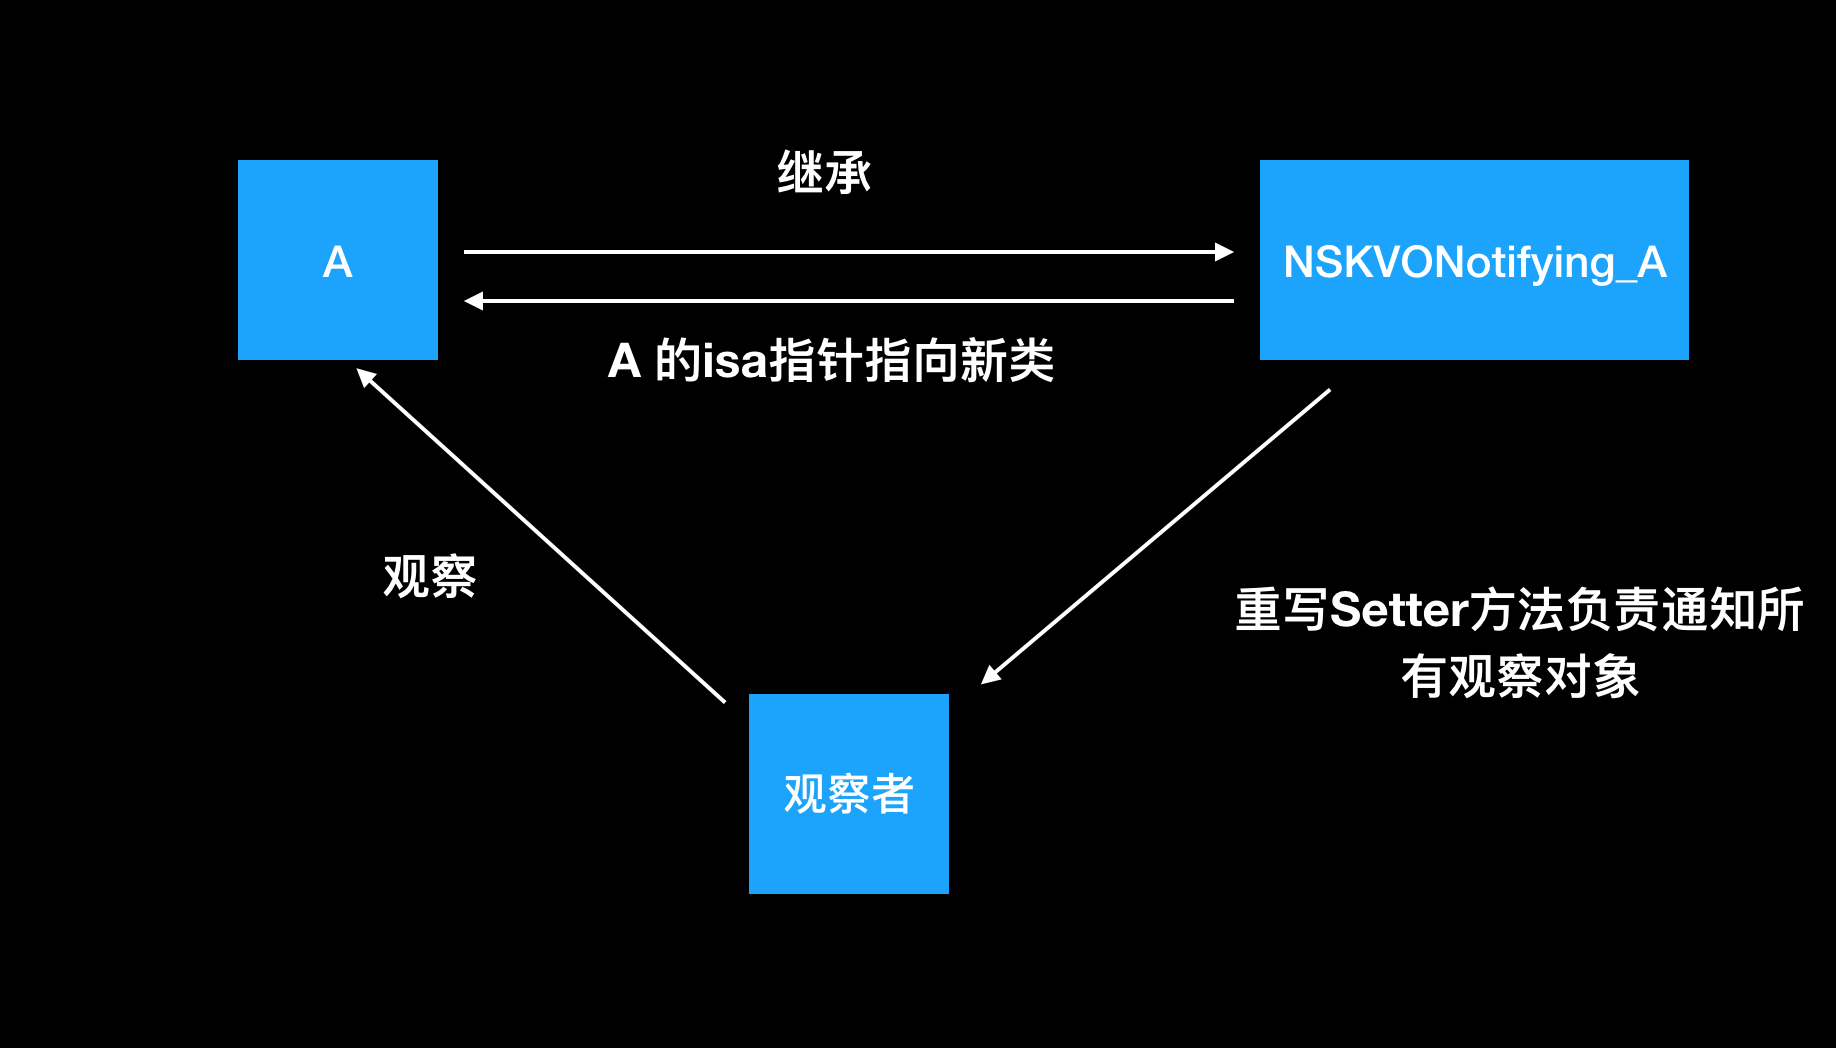 继承
A
NSKVONotifying_A
A 的isa指针指向新类
观察
重写Setter方法负责通知所
有观察对象
观察者